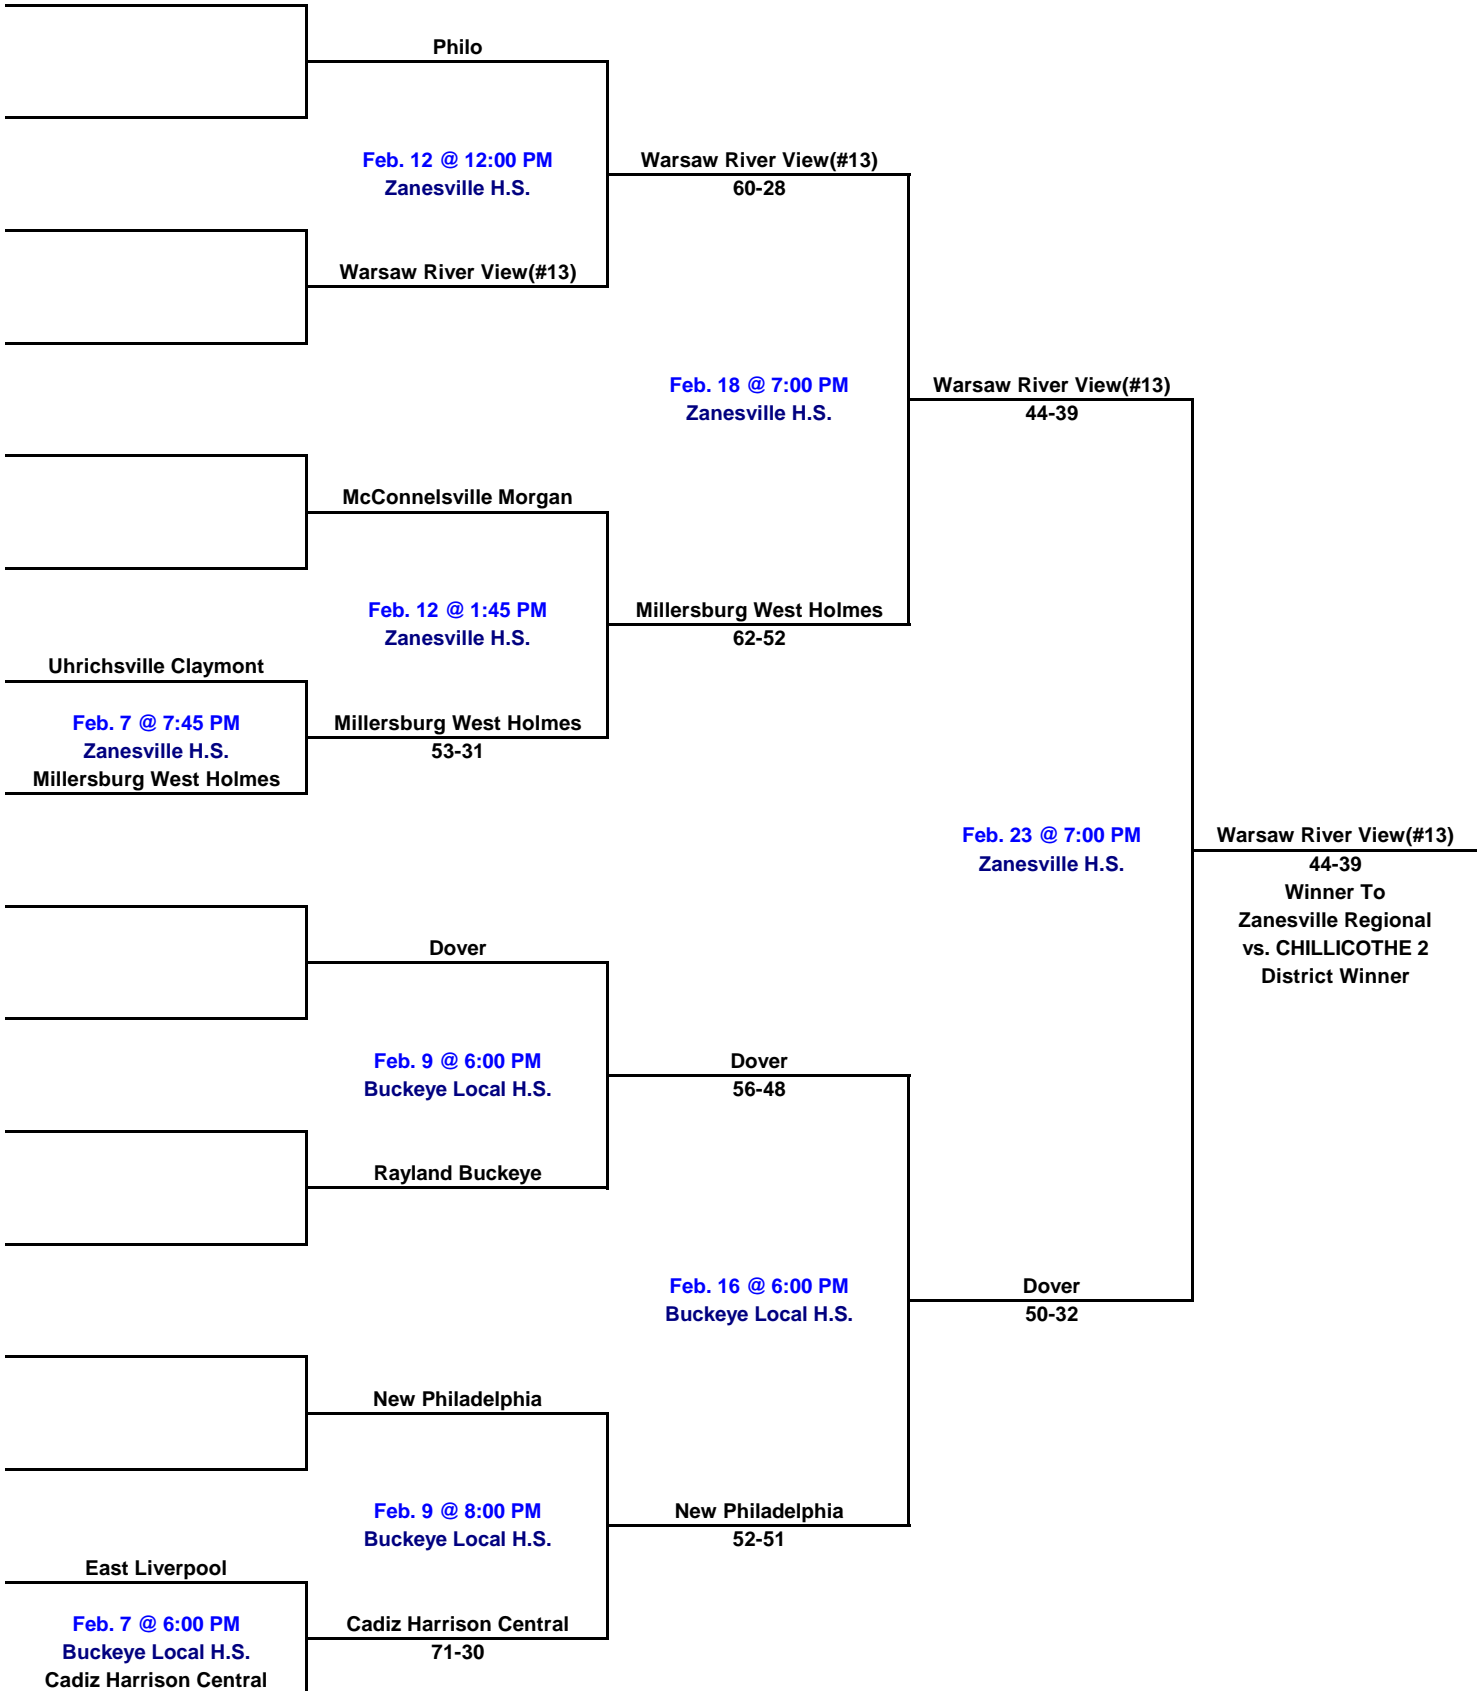 Philo
Feb. 12 @ 12:00 PM
Zanesville H.S.
Warsaw River View(#13)
60-28
Warsaw River View(#13)
Feb. 18 @ 7:00 PM
Zanesville H.S.
Warsaw River View(#13)
44-39
McConnelsville Morgan
Feb. 12 @ 1:45 PM
Zanesville H.S.
Millersburg West Holmes
62-52
Uhrichsville Claymont
Feb. 7 @ 7:45 PM
Zanesville H.S.
Millersburg West Holmes
Millersburg West Holmes
53-31
Feb. 23 @ 7:00 PM
Zanesville H.S.
Warsaw River View(#13)
44-39
Winner To
Zanesville Regional
vs. CHILLICOTHE 2
District Winner
Dover
Feb. 9 @ 6:00 PM
Buckeye Local H.S.
Dover
56-48
Rayland Buckeye
Feb. 16 @ 6:00 PM
Buckeye Local H.S.
Dover
50-32
New Philadelphia
Feb. 9 @ 8:00 PM
Buckeye Local H.S.
New Philadelphia
52-51
East Liverpool
Feb. 7 @ 6:00 PM
Buckeye Local H.S.
Cadiz Harrison Central
Cadiz Harrison Central
71-30